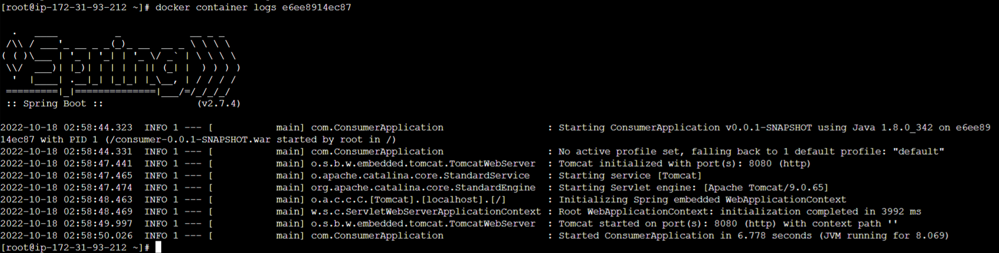 [root@ip-172-31-93-212 ~]# docker container logs e6ee8914ec87
  .   ____          _            __ _ _
 /\\ / ___'_ __ _ _(_)_ __  __ _ \ \ \ \
( ( )\___ | '_ | '_| | '_ \/ _` | \ \ \ \
 \\/  ___)| |_)| | | | | || (_| |  ) ) ) )
  '  |____| .__|_| |_|_| |_\__, | / / / /
 =========|_|==============|___/=/_/_/_/
 :: Spring Boot ::                (v2.7.4)
2022-10-18 02:58:44.323  INFO 1 --- [           main] com.ConsumerApplication                  : Starting ConsumerApplication v0.0.1-SNAPSHOT using Java 1.8.0_342 on e6ee89
14ec87 with PID 1 (/consumer-0.0.1-SNAPSHOT.war started by root in /)
2022-10-18 02:58:44.331  INFO 1 --- [           main] com.ConsumerApplication                  : No active profile set, falling back to 1 default profile: "default"
2022-10-18 02:58:47.441  INFO 1 --- [           main] o.s.b.w.embedded.tomcat.TomcatWebServer  : Tomcat initialized with port(s): 8080 (http)
2022-10-18 02:58:47.465  INFO 1 --- [           main] o.apache.catalina.core.StandardService   : Starting service [Tomcat]
2022-10-18 02:58:47.474  INFO 1 --- [           main] org.apache.catalina.core.StandardEngine  : Starting Servlet engine: [Apache Tomcat/9.0.65]
2022-10-18 02:58:48.463  INFO 1 --- [           main] o.a.c.c.C.[Tomcat].[localhost].[/]       : Initializing Spring embedded WebApplicationContext
2022-10-18 02:58:48.469  INFO 1 --- [           main] w.s.c.ServletWebServerApplicationContext : Root WebApplicationContext: initialization completed in 3992 ms
2022-10-18 02:58:49.997  INFO 1 --- [           main] o.s.b.w.embedded.tomcat.TomcatWebServer  : Tomcat started on port(s): 8080 (http) with context path ''
2022-10-18 02:58:50.026  INFO 1 --- [           main] com.ConsumerApplication                  : Started ConsumerApplication in 6.778 seconds (JVM running for 8.069)
[root@ip-172-31-93-212 ~]#